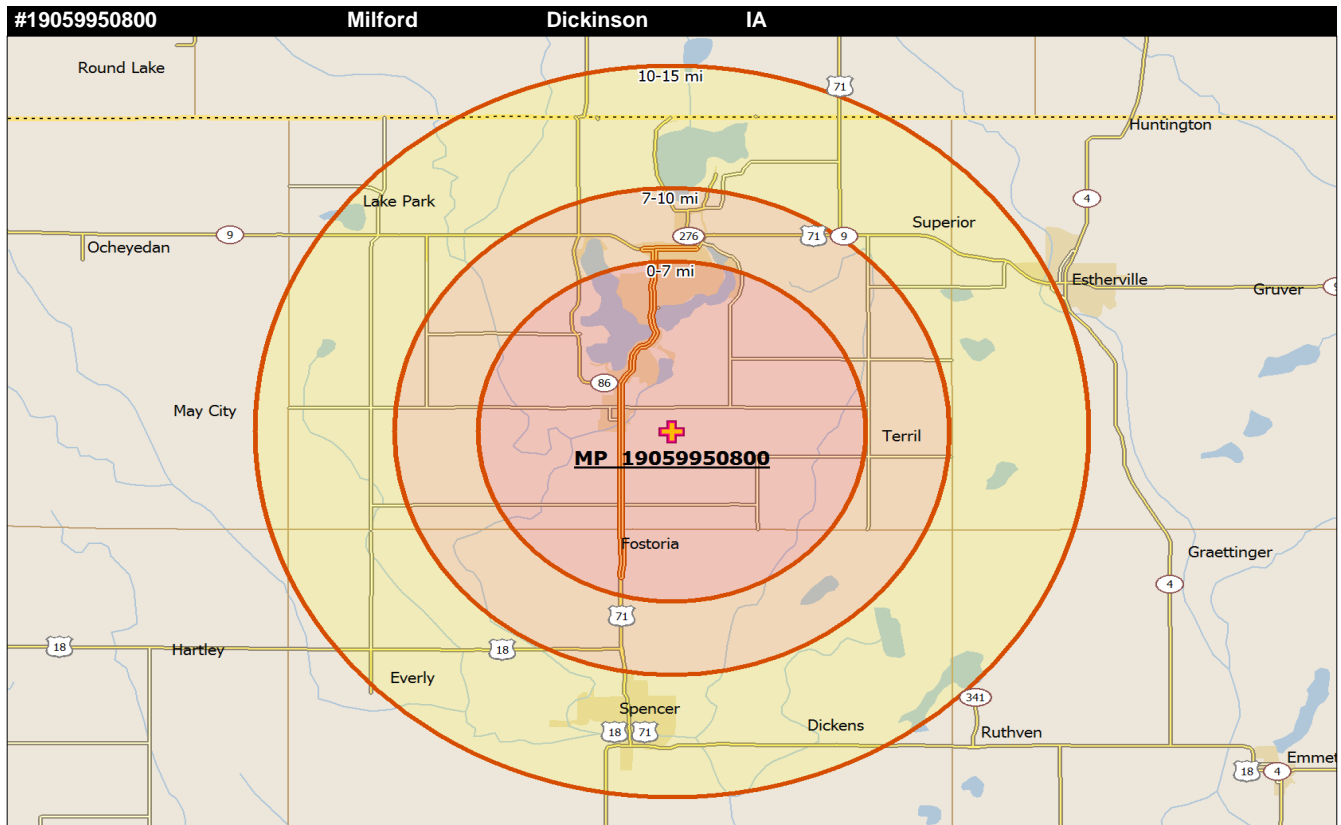 #19059950800 Milford Dickinson IA
Round Lake
10-15 mi
71
Huntington
4
7-10 mi
Lake Park
Superior
9
276
71
9
Ocheyedan
0-7 mi
Estherville
Gruver
86
May City
Terril
MP 19059950800
Fostoria
Graettinger
4
71
18
Hartley
18
Everly
341
Spencer
Dickens
18
71
Ruthven
Emmet
18
4